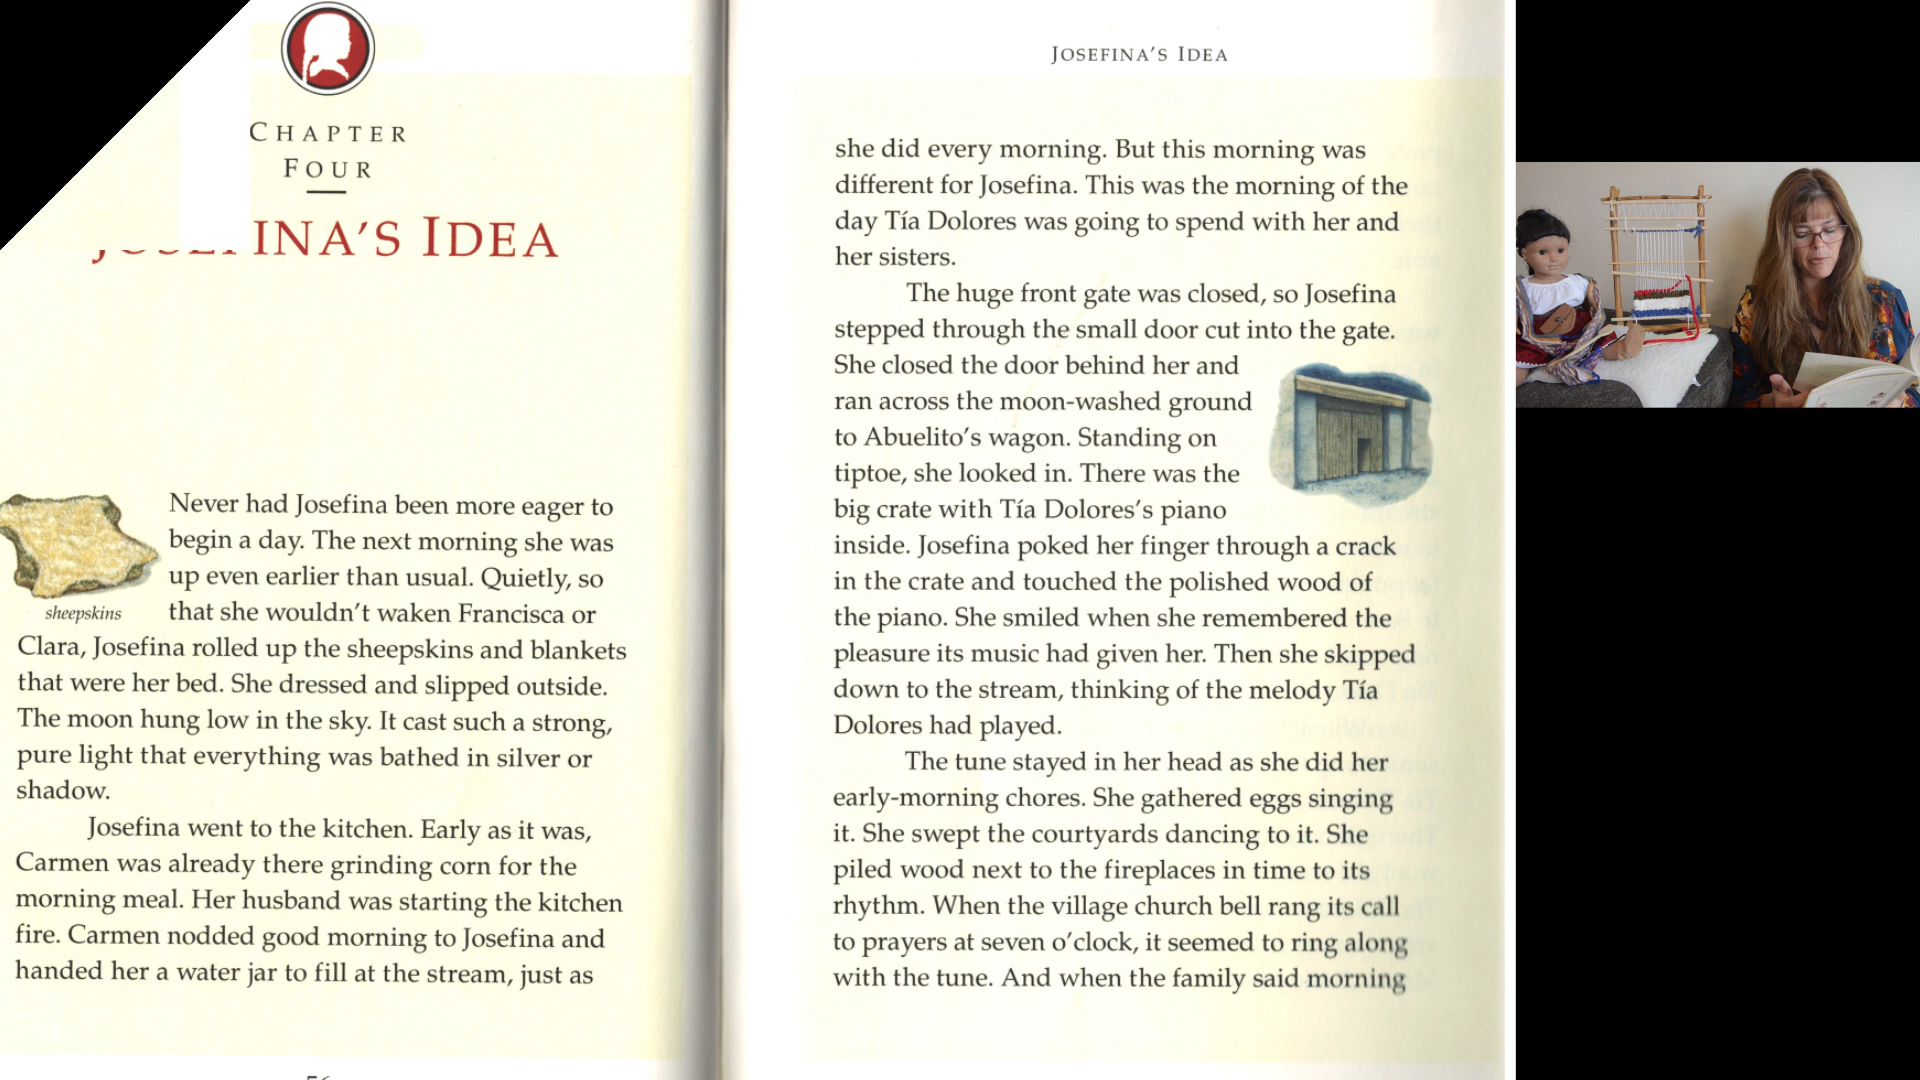 CHAPTER
FOUR
JOSEFINA'S IDEA
Never had Josefina been more eager to
begin a day. The next morning she was
up even earlier than usual. Quietly, so
that she wouldn't waken Francisca or
sheepskins
Clara, Josefina rolled up the sheepskins and blankets
that were her bed. She dressed and slipped outside.
The moon hung low in the sky. It cast such a strong,
pure light that everything was bathed in silver or
shadow.
Josefina went to the kitchen. Early as it was,
Carmen was already there grinding corn for the
morning meal. Her husband was starting the kitchen
fire. Carmen nodded good morning to Josefina and
handed her a water jar to fill at the stream, just as
JOSEFINA'S IDEA
she did every morning. But this morning was
different for Josefina. This was the morning of the
day Tía Dolores was going to spend with her and
her sisters.
The huge front gate was closed, so Josefina
stepped through the small door cut into the gate.
She closed the door behind her and
ran across the moon-washed ground
to Abuelito's wagon. Standing on
tiptoe, she looked in. There was the
big crate with Tía Dolores's piano
inside. Josefina poked her finger through a crack
in the crate and touched the polished wood of
the piano. She smiled when she remembered the
pleasure its music had given her. Then she skipped
down to the stream, thinking of the melody Tía
Dolores had played.
The tune stayed in her head as she did her
early-morning chores. She gathered eggs singing
it. She swept the courtyards dancing to it. She
piled wood next to the fireplaces in time to its
rhythm. When the village church bell rang its call
to prayers at seven o'clock, it seemed to ring along
with the tune. And when the family said morning